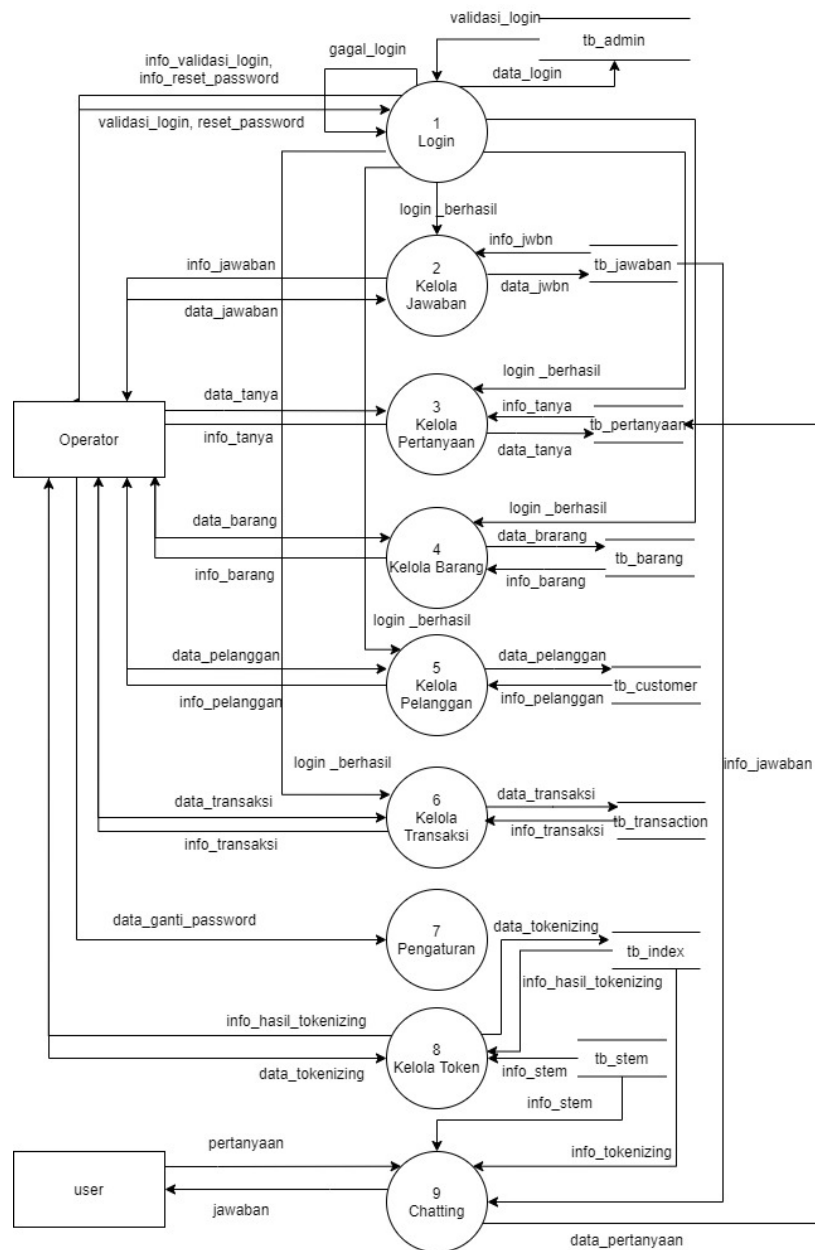 validasi_login
tb_admin
gagal_login
info_validasi_login,
info_reset_password
data_login
validasi_login, reset_password
1
Login
login _berhasil
info_jwbn
info_jawaban
2
Kelola
Jawaban
tb_jawaban
data_jwbn
data_jawaban
login _berhasil
data_tanya
3
Kelola
Pertanyaan
info_tanya
tb_pertanyaan
Operator
info_tanya
data_tanya
login _berhasil
data_barang
data_brarang
4
Kelola Barang
tb_barang
info_barang
info_barang
login _berhasil
data_pelanggan
5
Kelola
Pelanggan
data_pelanggan
tb_customer
info_pelanggan
info_pelanggan
info_jawaban
login _berhasil
data_transaksi
6
Kelola
Transaksi
data_transaksi
tb_transaction
info_transaksi
info_transaksi
data_ganti_password
7
Pengaturan
data_tokenizing
tb_index
info_hasil_tokenizing
info_hasil_tokenizing
8
Kelola Token
tb_stem
info_stem
data_tokenizing
info_stem
pertanyaan
info_tokenizing
user
9
Chatting
jawaban
data_pertanyaan